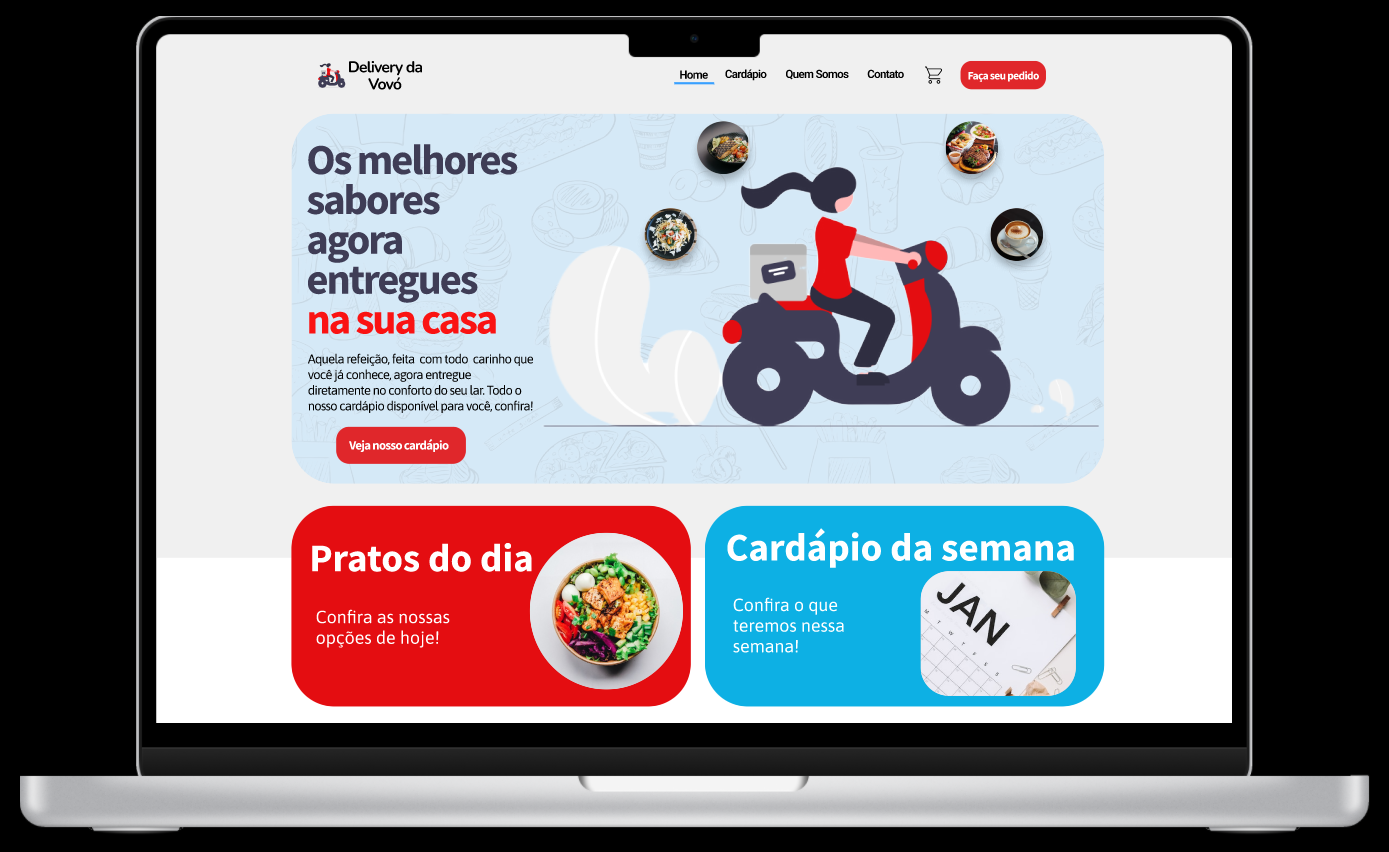 Delivery da
Vovó
Home Cardápio Quem Somos Contato Faça seu pedido
Os melhores
sabores
agora
entregues
na sua casa
Aquela refeição, feita com todo carinho que
você já conhece, agora entregue
diretamente no conforto do seu lar. Todo o
nosso cardápio disponível para você, confira!
Veja nosso cardápio
Pratos do dia
Confira as nossas
opções de hoje!
Cardápio da semana
Confira o que
teremos nessa
semana!
JAN
M T W T F S